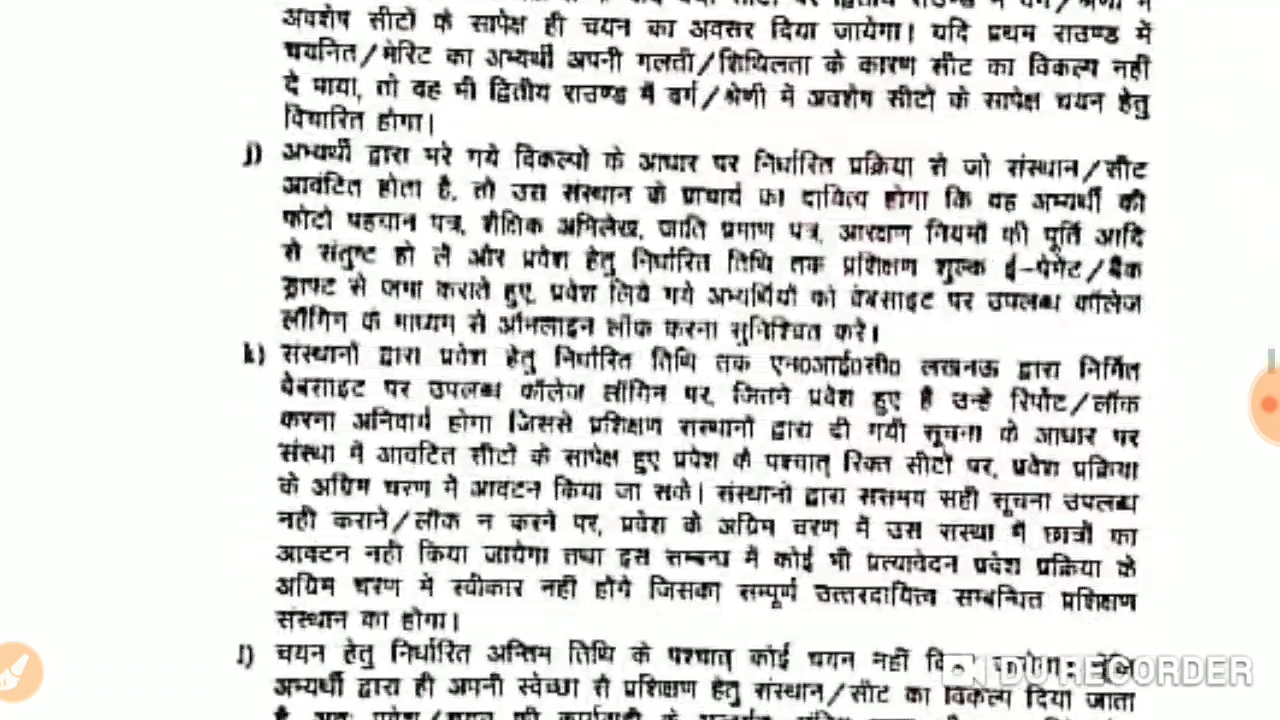 अवशेष सीटों के सापेक्ष ही चयन का अवसर दिया जायेगा। यदि प्रथम राउण्ड में
चयनित/मेरिट का अभ्यर्थी अपनी गलती/शिथिलता के कारण सीट का विकल्प नहीं
दे पाया, तो वह भी द्वितीय राउण्ड में वर्ग/श्रेणी में अवशेष सीटों के सापेक्ष चयन हेतु
विचारित होगा।
j) अभ्यर्थी द्वारा भरे गये विकल्पों के आधार पर निर्धारित प्रक्रिया से जो संस्थान/सीट
आवंटित होता है, तो उस संस्थान के प्राचार्य का दायित्व होगा कि वह अभ्यर्थी की
फोटो पहचान पत्र, शैक्षिक अभिलेख, जाति प्रमाण पत्र, आरक्षण नियमों की पूर्ति आदि
से संतुष्ट हो लें और प्रवेश हेतु निर्धारित तिथि तक प्रशिक्षण शुल्क ई-पेमेंट/बैंक
ड्राफ्ट से जमा कराते हुए, प्रवेश लिये गये अभ्यर्थियों को वेबसाइट पर उपलब्ध कॉलेज
लॉगिन के माध्यम से ऑनलाइन लॉक करना सुनिश्चित करें।
k) संस्थानों द्वारा प्रवेश हेतु निर्धारित तिथि तक एन0आई0सी0 लखनऊ द्वारा निर्मित
वेबसाइट पर उपलब्ध कॉलेज लॉगिन पर, जितने प्रवेश हुए है उन्हें रिपोर्ट/लॉक
करना अनिवार्य होगा जिससे प्रशिक्षण संस्थानों द्वारा दी गयी सूचना के आधार पर
संस्था में आवंटित सीटों के सापेक्ष हुए प्रवेश के पश्चात् रिक्त सीटों पर, प्रवेश प्रक्रिया
के अग्रिम चरण में आवंटन किया जा सके। संस्थानों द्वारा ससमय सही सूचना उपलब्ध
नहीं कराने/लॉक न करने पर, प्रवेश के अग्रिम चरण में उस संस्था में छात्रों का
आवंटन नहीं किया जायेगा तथा इस सम्बन्ध में कोई भी प्रत्यावेदन प्रवेश प्रक्रिया के
अग्रिम चरण में स्वीकार नहीं होंगे जिसका सम्पूर्ण उत्तरदायित्व सम्बन्धित प्रशिक्षण
संस्थान का होगा।
l) चयन हेतु निर्धारित अन्तिम तिथि के पश्चात् कोई चयन नहीं
DU RECORDER
अभ्यर्थी द्वारा ही अपनी स्वेच्छा से प्रशिक्षण हेतु संस्थान/सीट का विकल्प दिया जाता